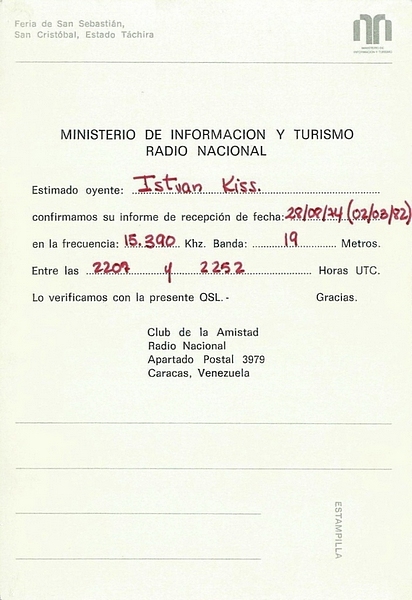 Feria de San Sebastián,
San Cristóbal, Estado Táchira
MINISTERIO DE
INFORMACION Y TURISMO
MINISTERIO DE INFORMACION Y TURISMO
RADIO NACIONAL
Estimado oyente: Istvan Kiss.
confirmamos su informe de recepción de fecha: 28/08/74 (02/03/82)
en la frecuencia: 15.390 Khz. Banda: 19 Metros.
Entre las 2207 y 2252 Horas UTC.
Lo verificamos con la presente QSL.- Gracias.
Club de la Amistad
Radio Nacional
Apartado Postal 3979
Caracas, Venezuela
ESTAMPILLA